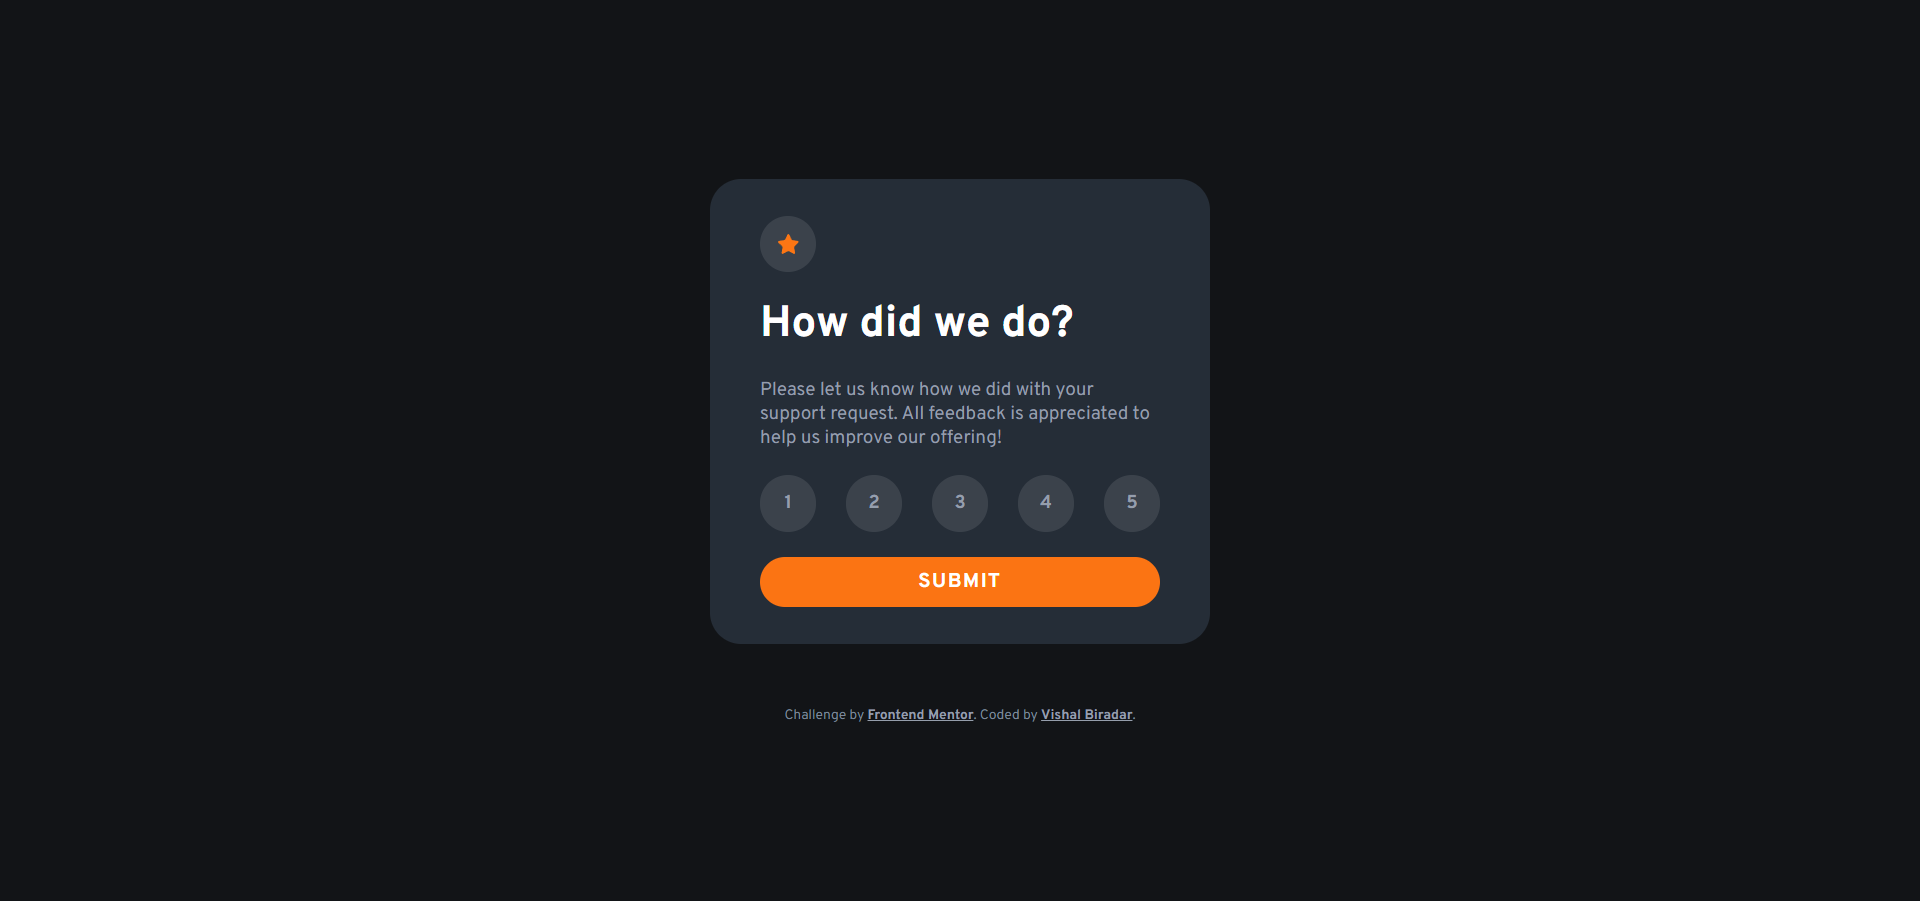 How did we do?
Please let us know how we did with your
support request. All feedback is appreciated to
help us improve our offering!
1 2 3 4 5
SUBMIT
Challenge by Frontend Mentor. Coded by Vishal Biradar.